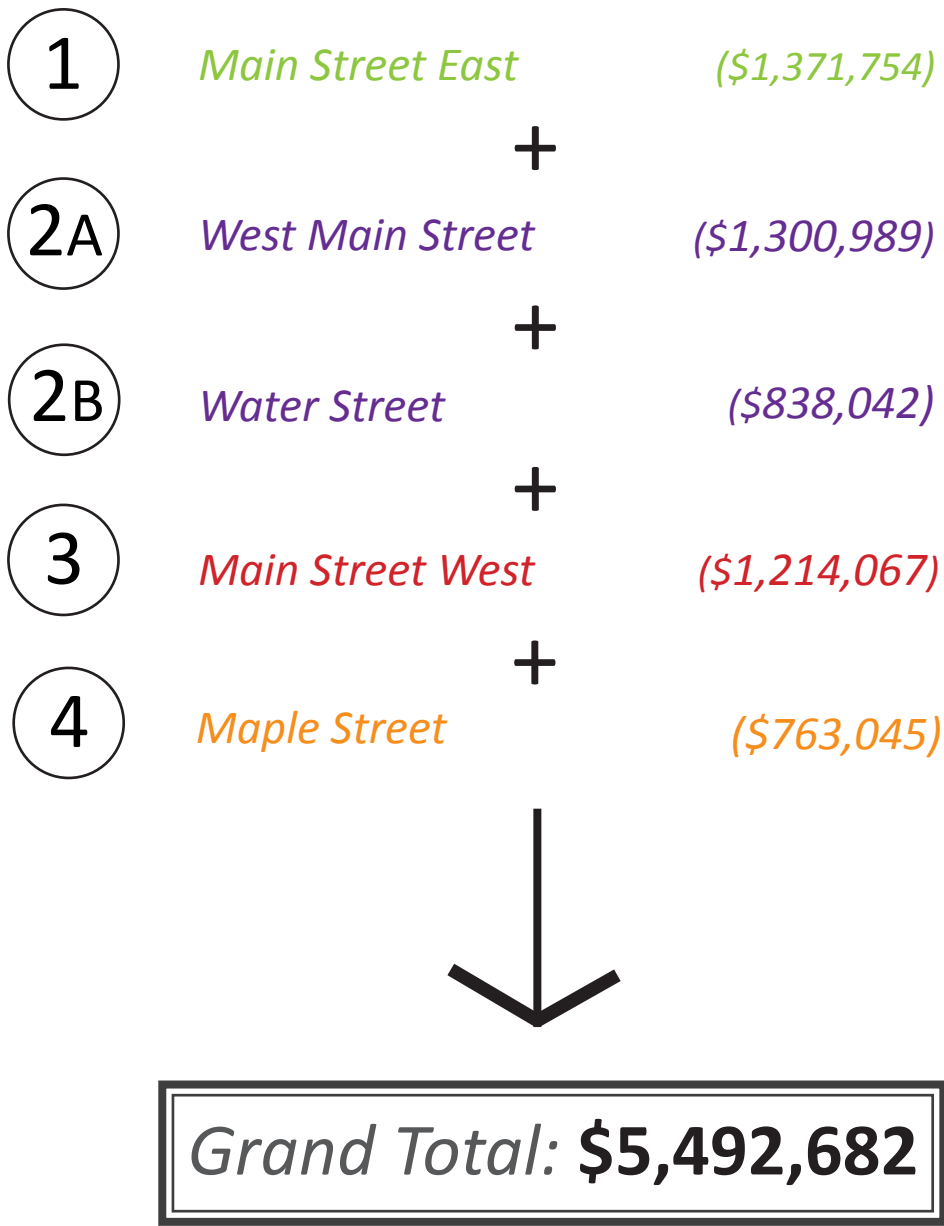 1 Main Street East ($1,371,754)
+
2A West Main Street ($1,300,989)
+
2B Water Street ($838,042)
+
3 Main Street West ($1,214,067)
+
4 Maple Street ($763,045)
Grand Total: $5,492,682